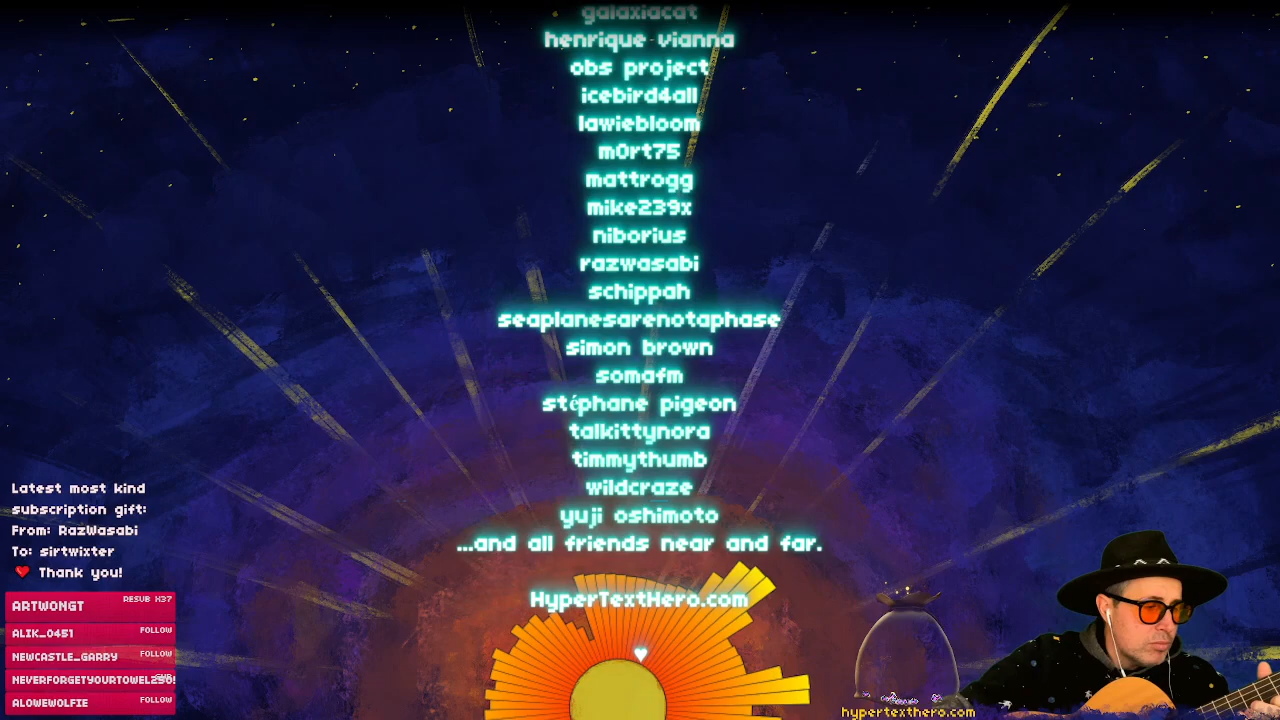 galaxiacat
henrique vianna
obs project
icebird4all
lawiebloom
m0rt75
mattrogg
mike239x
niborius
razwasabi
schippah
seaplanesarenotaphase
simon brown
somafm
stéphane pigeon
talkittynora
timmythumb
wildcraze
yuji oshimoto
...and all friends near and far.
HyperTextHero.com
Latest most kind
subscription gift:
From: RazWasabi
To: sirtwixter
Thank you!
ARTWONGT RESUB X37
ALIK_0451 FOLLOW
NEWCASTLE_GARRY FOLLOW
ALOWEWOLFIE FOLLOW
hypertexthero.com